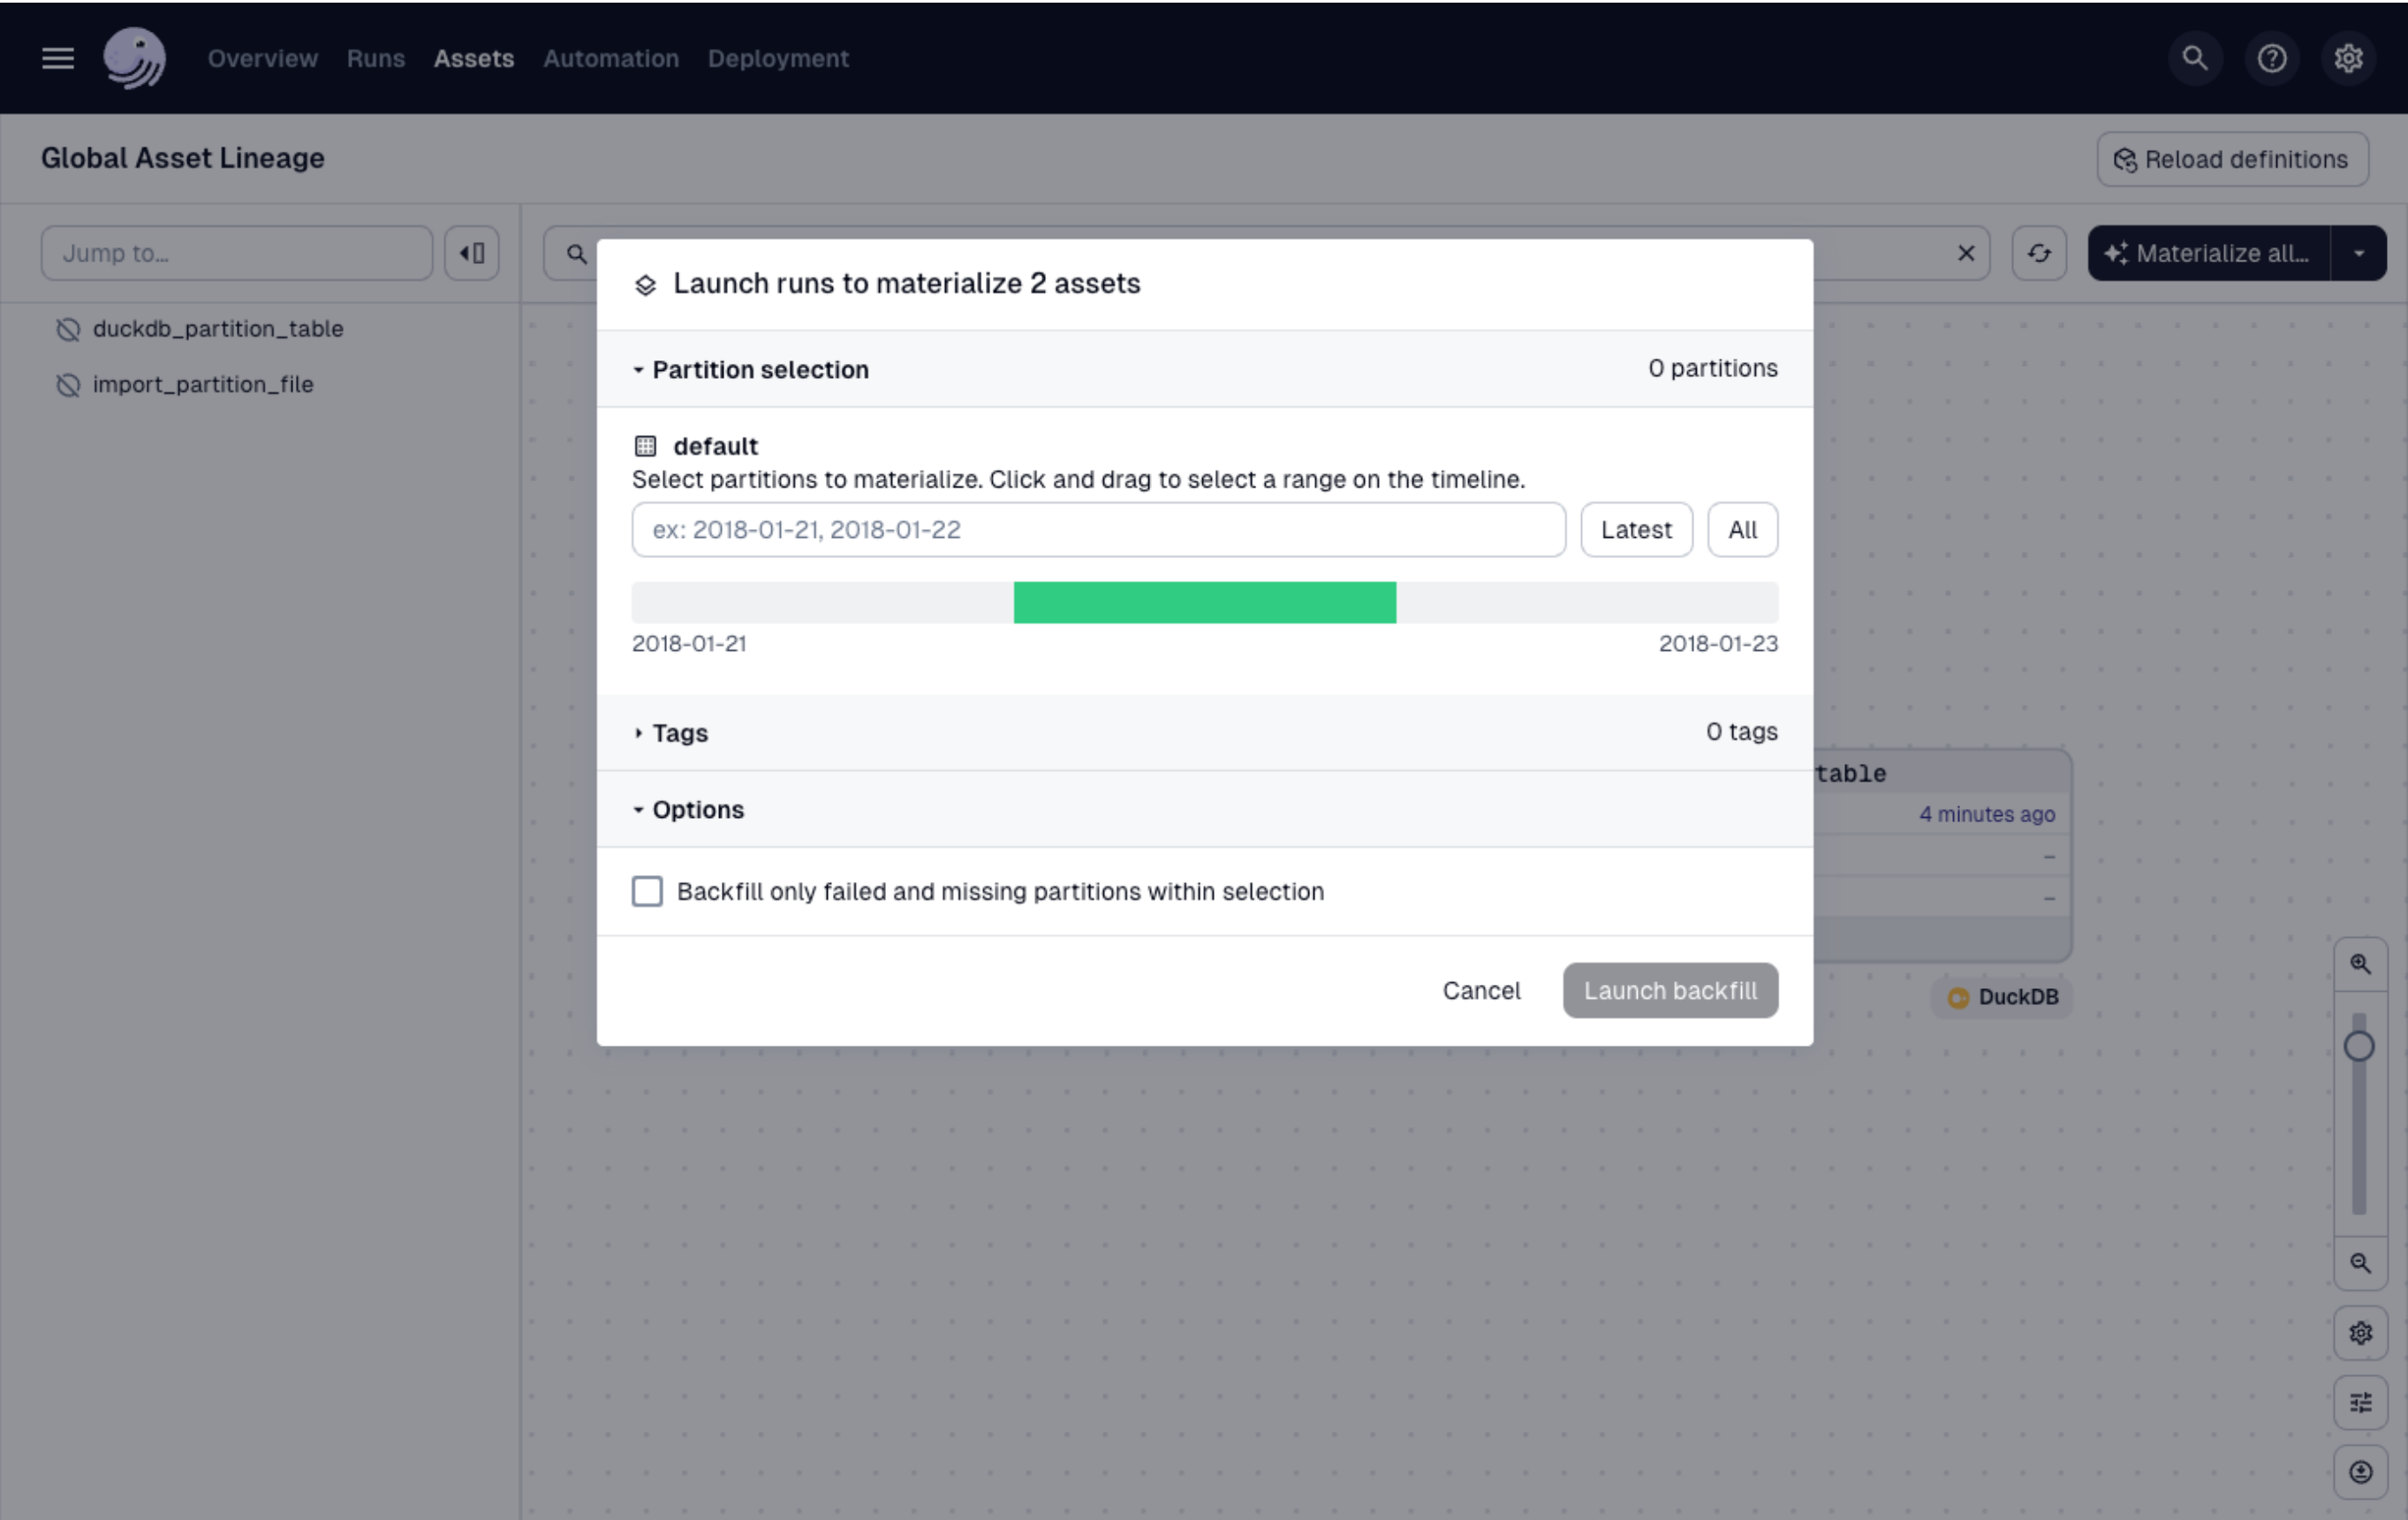 Overview Runs Assets Automation Deployment
Global Asset Lineage
Reload definitions
Jump to…
Materialize all…
duckdb_partition_table
import_partition_file
Launch runs to materialize 2 assets
Partition selection
0 partitions
default
Select partitions to materialize. Click and drag to select a range on the timeline.
ex: 2018-01-21, 2018-01-22
Latest
All
2018-01-21
2018-01-23
Tags
0 tags
Options
Backfill only failed and missing partitions within selection
Cancel
Launch backfill
table
4 minutes ago
–
–
DuckDB